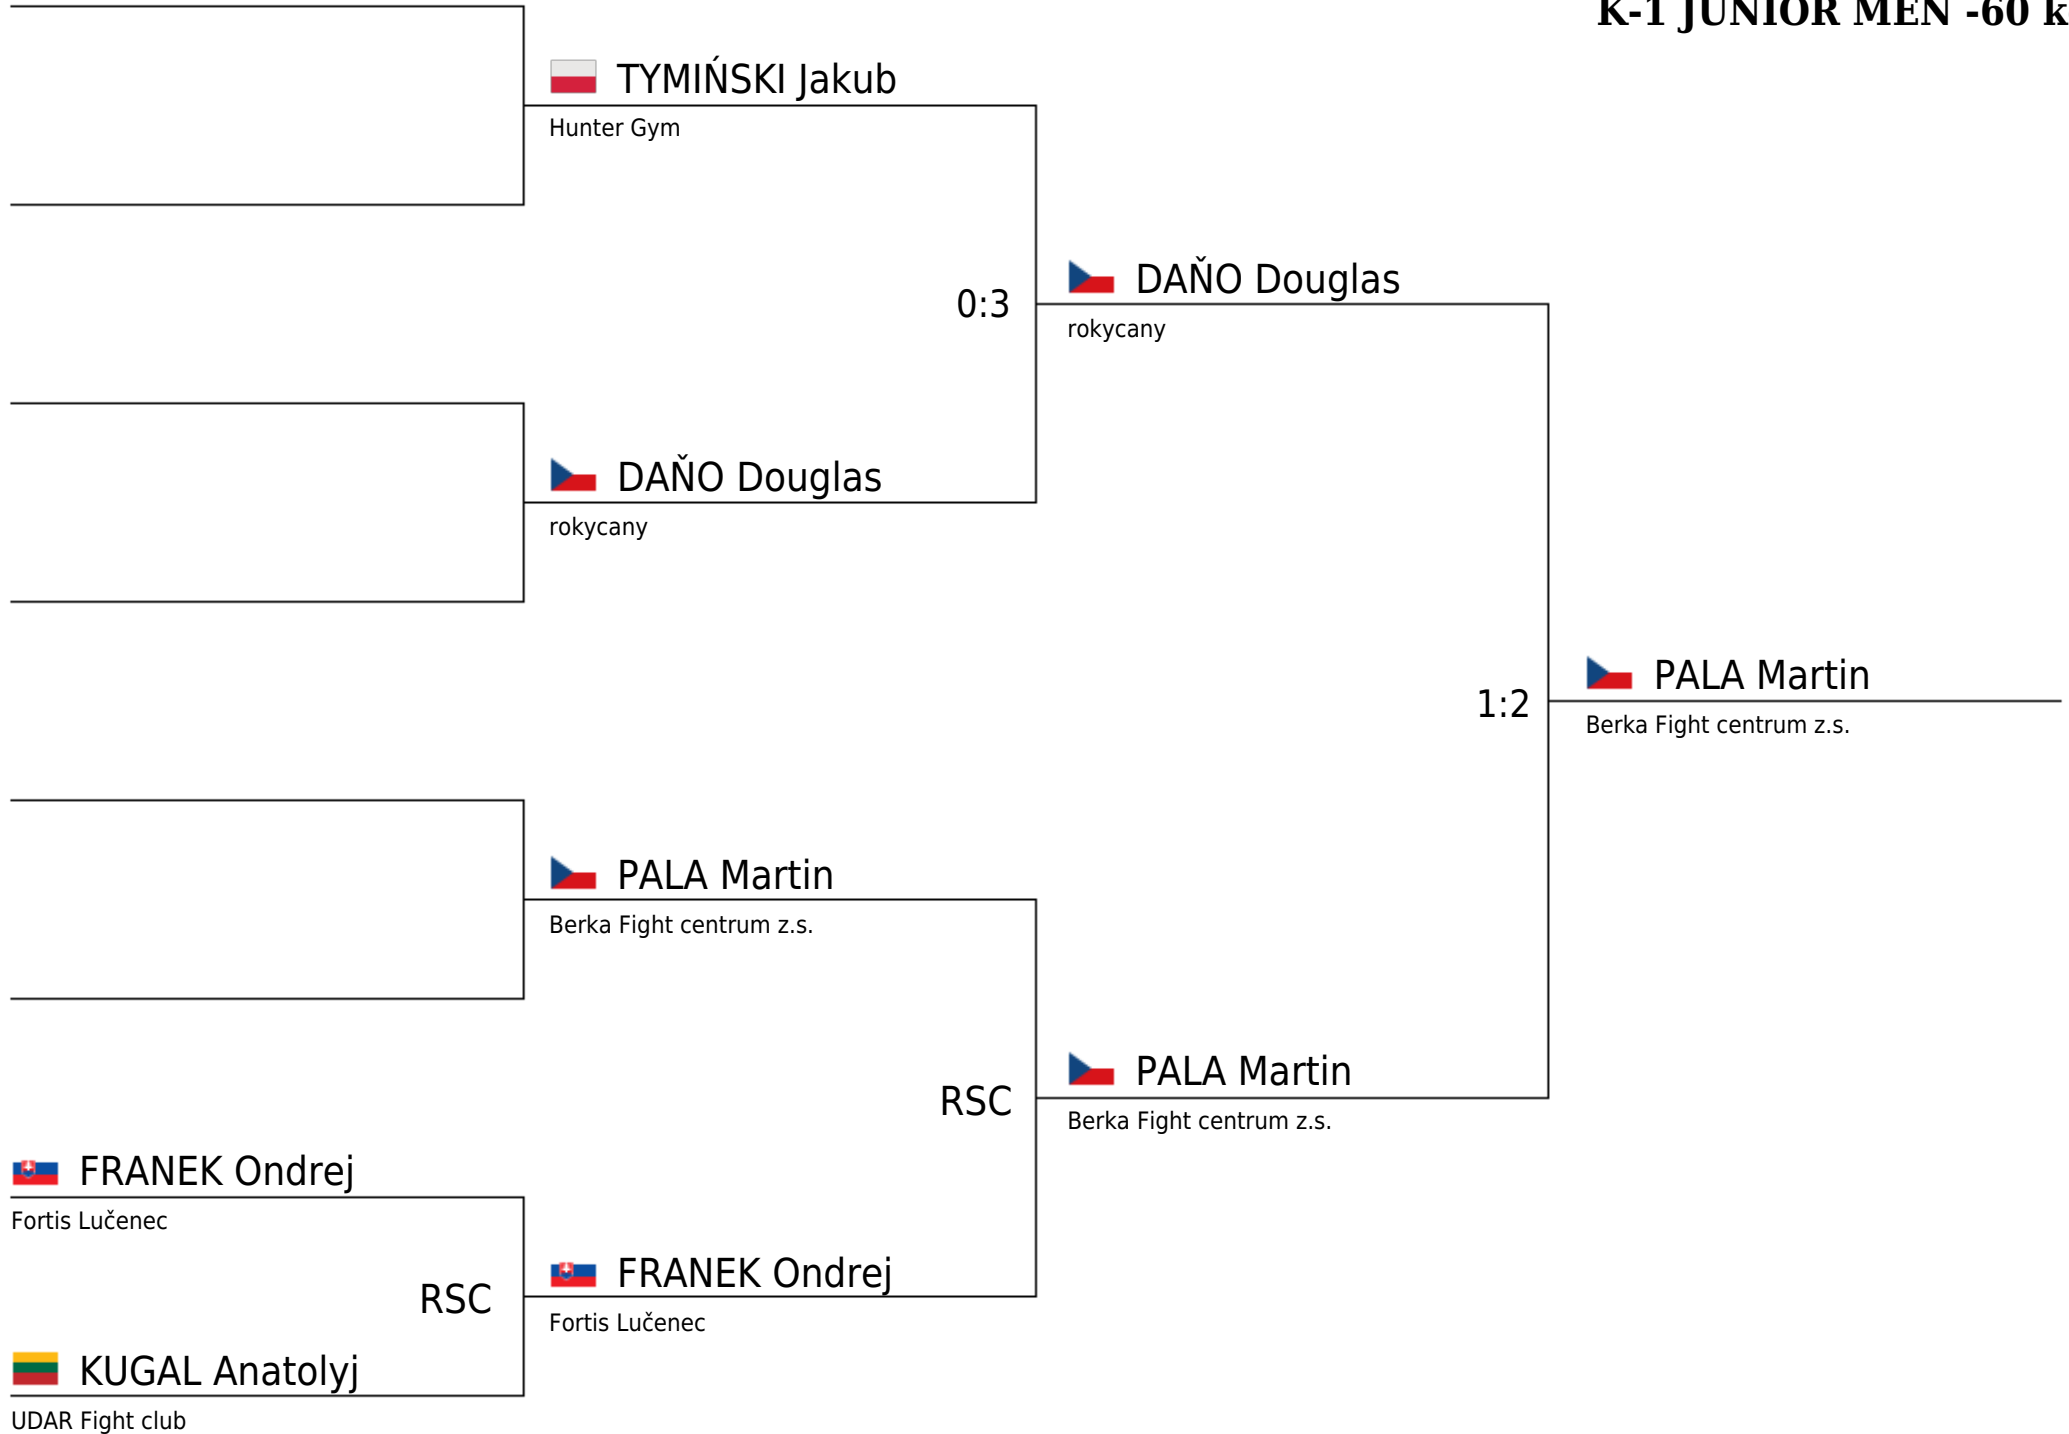 K-1 JUNIOR MEN -60 k
TYMIŃSKI Jakub
Hunter Gym
0:3
DAŇO Douglas
rokycany
DAŇO Douglas
rokycany
1:2
PALA Martin
Berka Fight centrum z.s.
PALA Martin
Berka Fight centrum z.s.
RSC
PALA Martin
Berka Fight centrum z.s.
FRANEK Ondrej
Fortis Lučenec
RSC
FRANEK Ondrej
Fortis Lučenec
KUGAL Anatolyj
UDAR Fight club